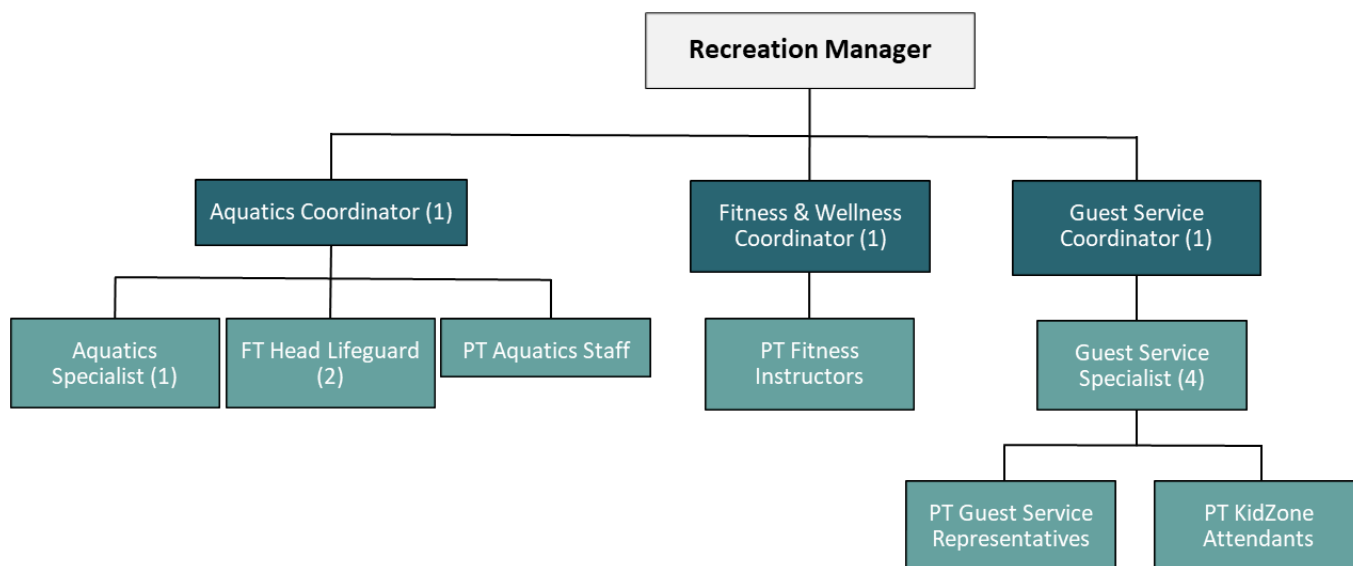 Recreation Manager
Aquatics Coordinator (1)
Fitness & Wellness
Coordinator (1)
Guest Service
Coordinator (1)
Aquatics
Specialist (1)
FT Head Lifeguard
(2)
PT Aquatics Staff
PT Fitness
Instructors
Guest Service
Specialist (4)
PT Guest Service
Representatives
PT KidZone
Attendants